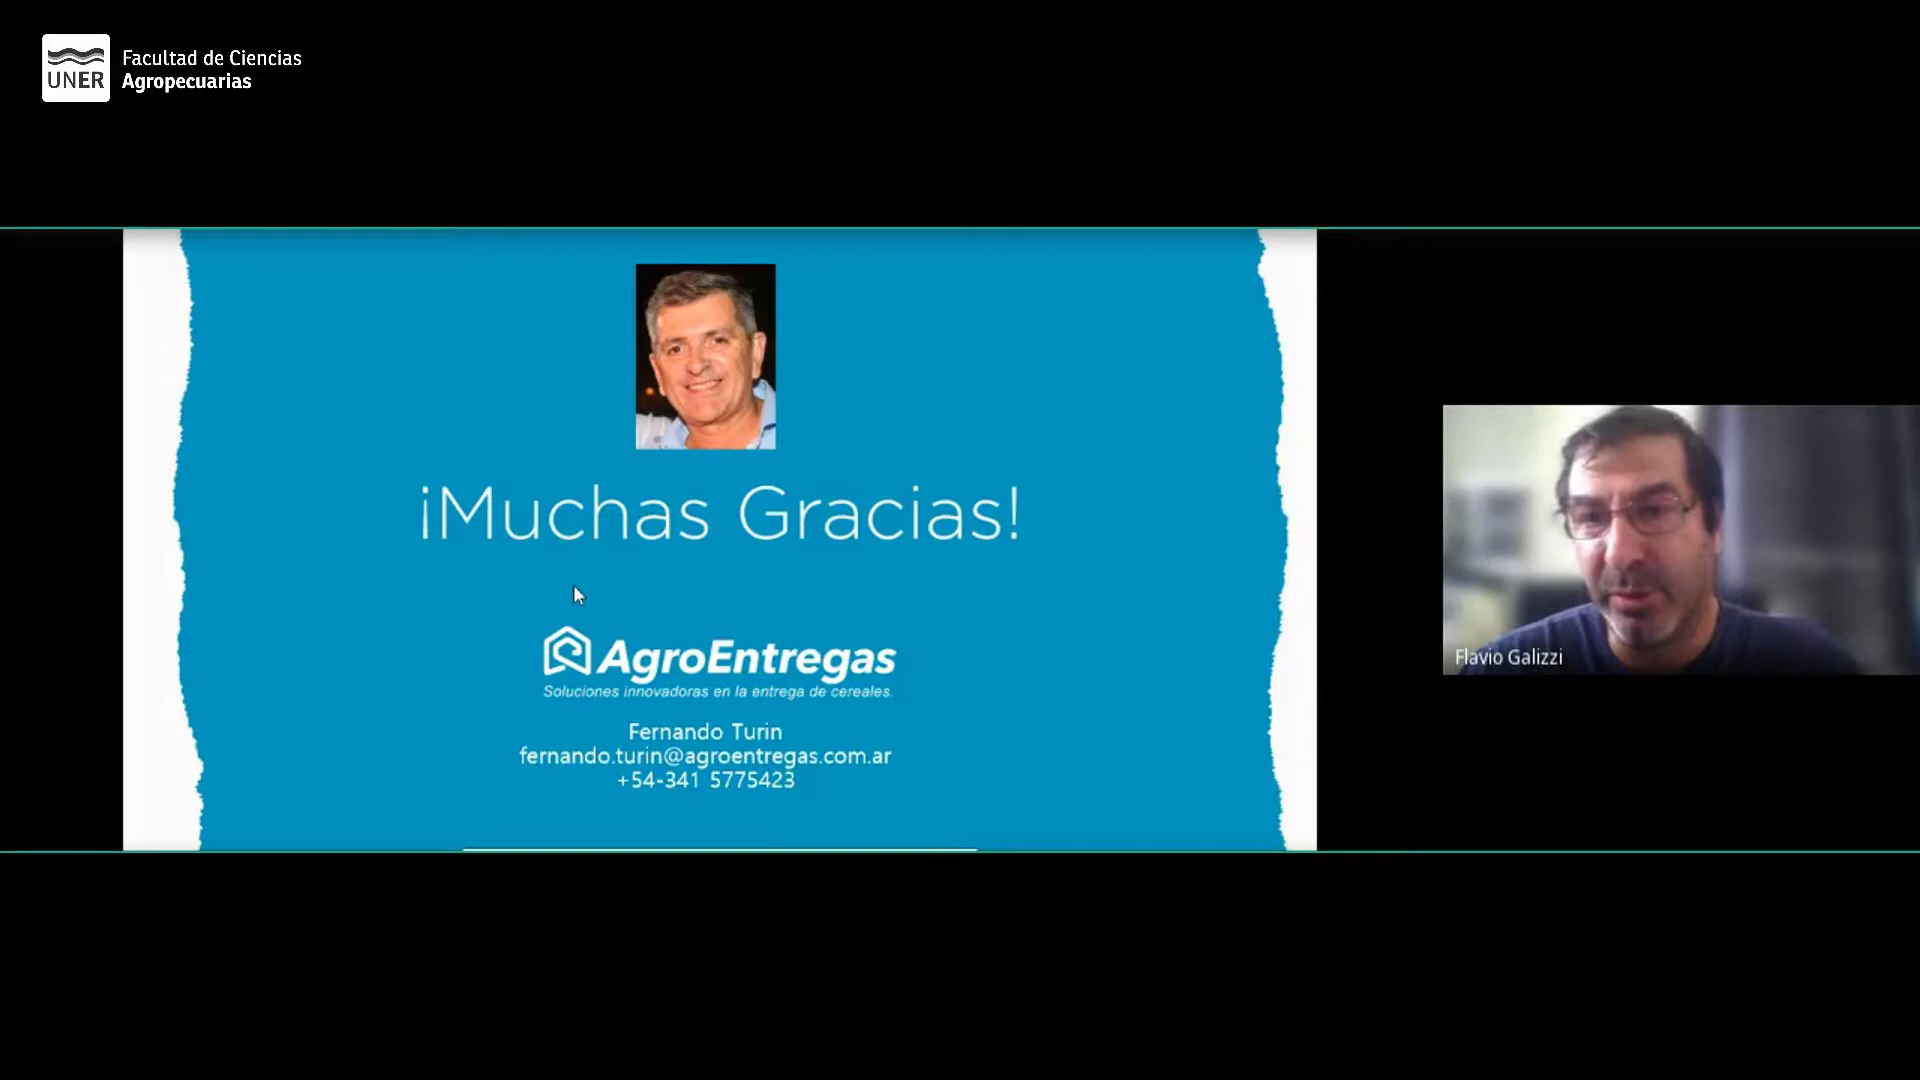 UNER
Facultad de Ciencias
Agropecuarias
¡Muchas Gracias!
AgroEntregas
Soluciones innovadoras en la entrega de cereales.
Fernando Turin
fernando.turin@agroentregas.com.ar
+54-341 5775423
Flavio Galizzi